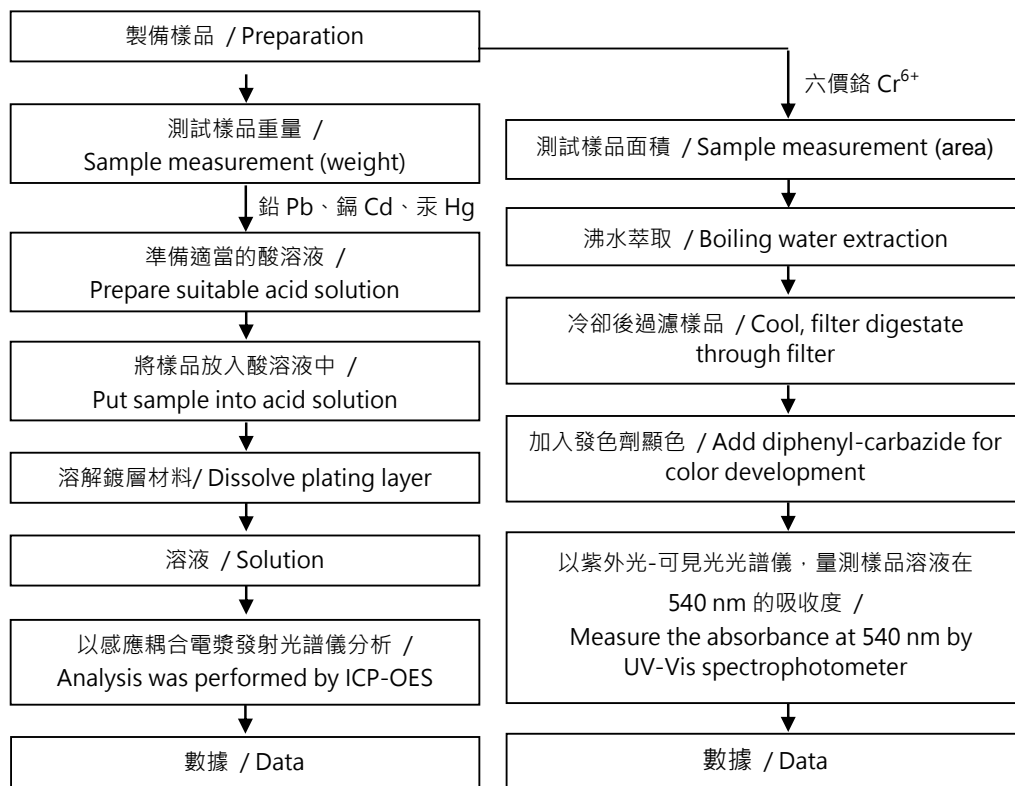 製備樣品 / Preparation
測試樣品重量 /
Sample measurement (weight)
鉛 Pb、鎘 Cd、汞 Hg
準備適當的酸溶液 /
Prepare suitable acid solution
將樣品放入酸溶液中 /
Put sample into acid solution
溶解鍍層材料/ Dissolve plating layer
溶液 / Solution
以感應耦合電漿發射光譜儀分析 /
Analysis was performed by ICP-OES
數據 / Data
六價鉻 Cr⁶⁺
測試樣品面積 / Sample measurement (area)
沸水萃取 / Boiling water extraction
冷卻後過濾樣品 / Cool, filter digestate
through filter
加入發色劑顯色 / Add diphenyl-carbazide for
color development
以紫外光-可見光光譜儀，量測樣品溶液在
540 nm 的吸收度 /
Measure the absorbance at 540 nm by
UV-Vis spectrophotometer
數據 / Data